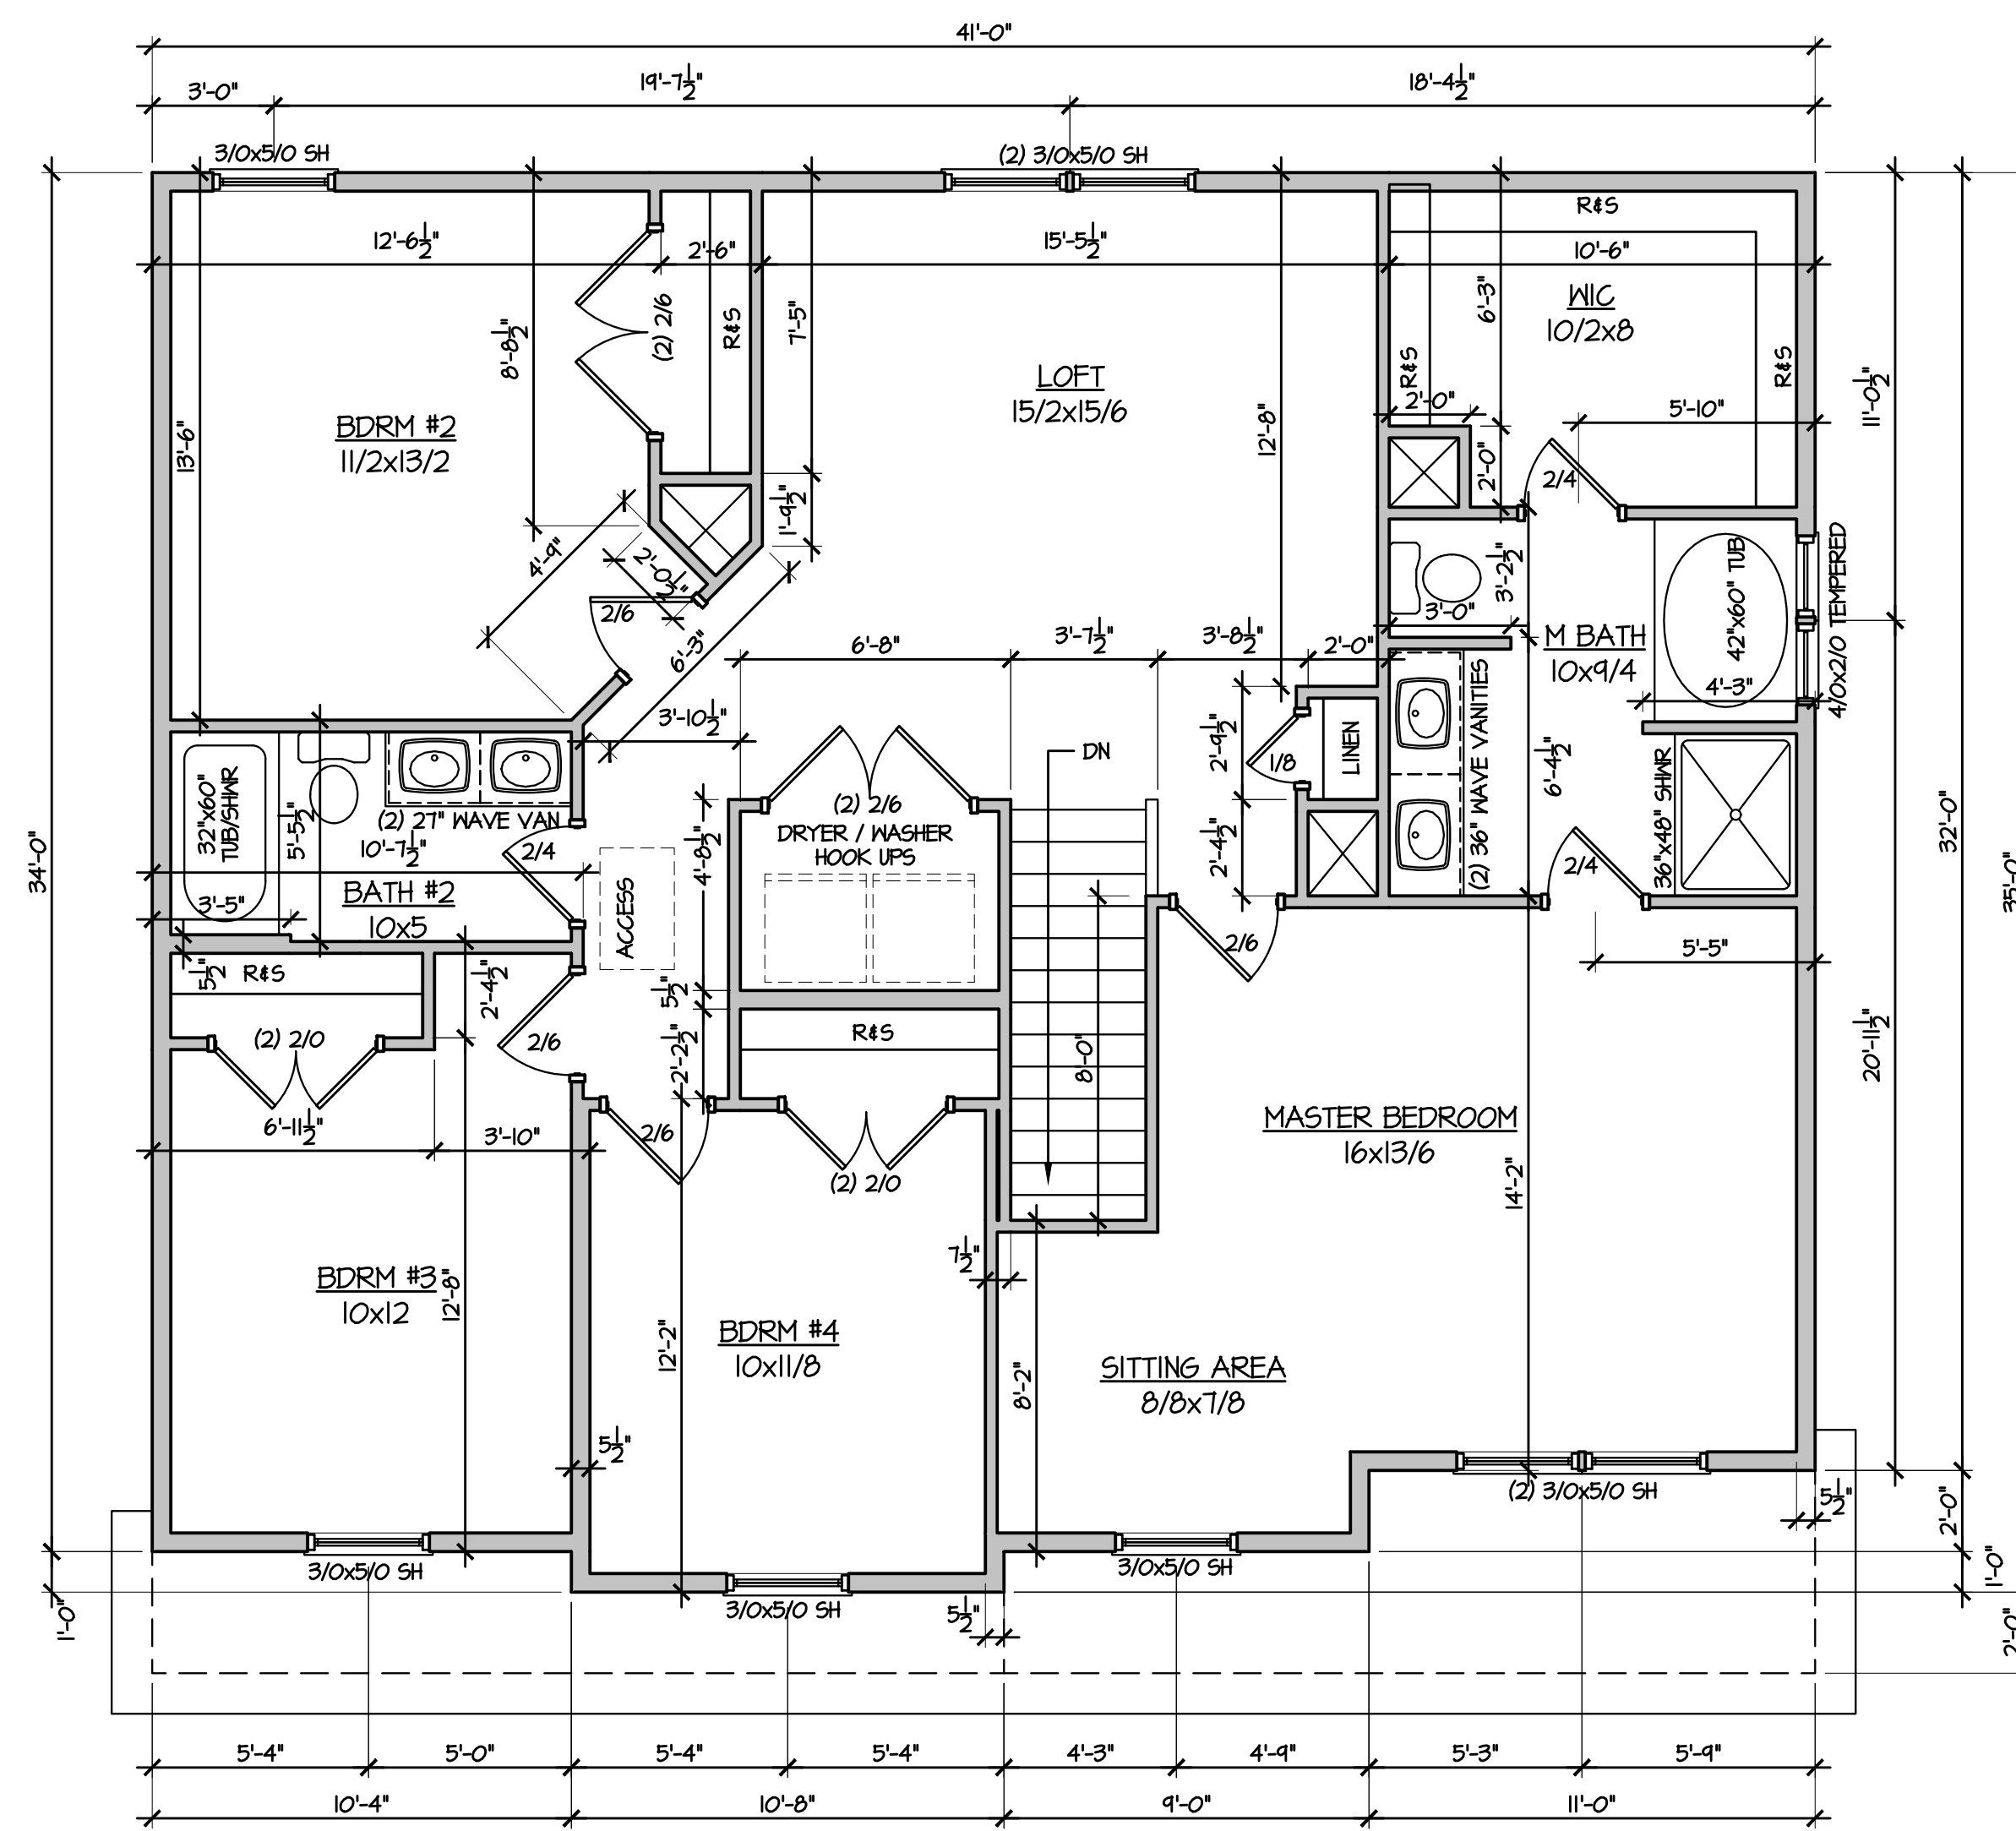 41'-0"
3'-0"
19'-7 1/2"
18'-4 1/2"
3/0x5/0 SH
(2) 3/0x5/0 SH
R&S
12'-6 1/2"
2'-6"
15'-5 1/2"
10'-6"
8'-8 1/2"
(2) 2/6
R&S
7'-5"
6'-3"
WIC
10/2x8
R&S
R&S
11'-0 1/2"
LOFT
15/2x15/6
13'-6"
BDRM #2
11/2x13/2
12'-8"
2'-0"
5'-10"
2'-0"
2/4
1'-9 1/2"
4'-9"
2'-0 1/2"
2/6
6'-3"
3'-2 1/2"
3'-0"
42"x60" TUB
4/0x2/0 TEMPERED
M BATH
10x9/4
4'-3"
6'-8"
3'-7 1/2"
3'-8 1/2"
2'-0"
3'-10 1/2"
DN
2'-9 1/2"
1/8
LINEN
(2) 36" WAVE VANITIES
6'-4 1/2"
36"x48" SHWR
32'-0"
35'-0"
34'-0"
32"x60"
TUB/SHWR
5'-5 1/2"
(2) 27" WAVE VAN
10'-7 1/2"
2/4
(2) 2/6
DRYER / WASHER
HOOK UPS
4'-8 1/2"
2'-4 1/2"
2/4
3'-5"
BATH #2
10x5
ACCESS
2/6
5'-5"
5 1/2"
R&S
2'-4 1/2"
5 1/2"
(2) 2/0
2/6
R&S
2'-2 1/2"
8'-0"
20'-11 1/2"
6'-11 1/2"
3'-10"
2/6
(2) 2/0
MASTER BEDROOM
16x13/6
14'-2"
7 1/2"
BDRM #3
10x12
12'-8"
12'-2"
BDRM #4
10x11/8
8'-2"
SITTING AREA
8/8x7/8
5 1/2"
(2) 3/0x5/0 SH
5 1/2"
2'-0"
3/0x5/0 SH
3/0x5/0 SH
1'-0"
1'-0"
3/0x5/0 SH
5 1/2"
2'-0"
5'-4"
5'-0"
5'-4"
5'-4"
4'-3"
4'-9"
5'-3"
5'-9"
10'-4"
10'-8"
9'-0"
11'-0"